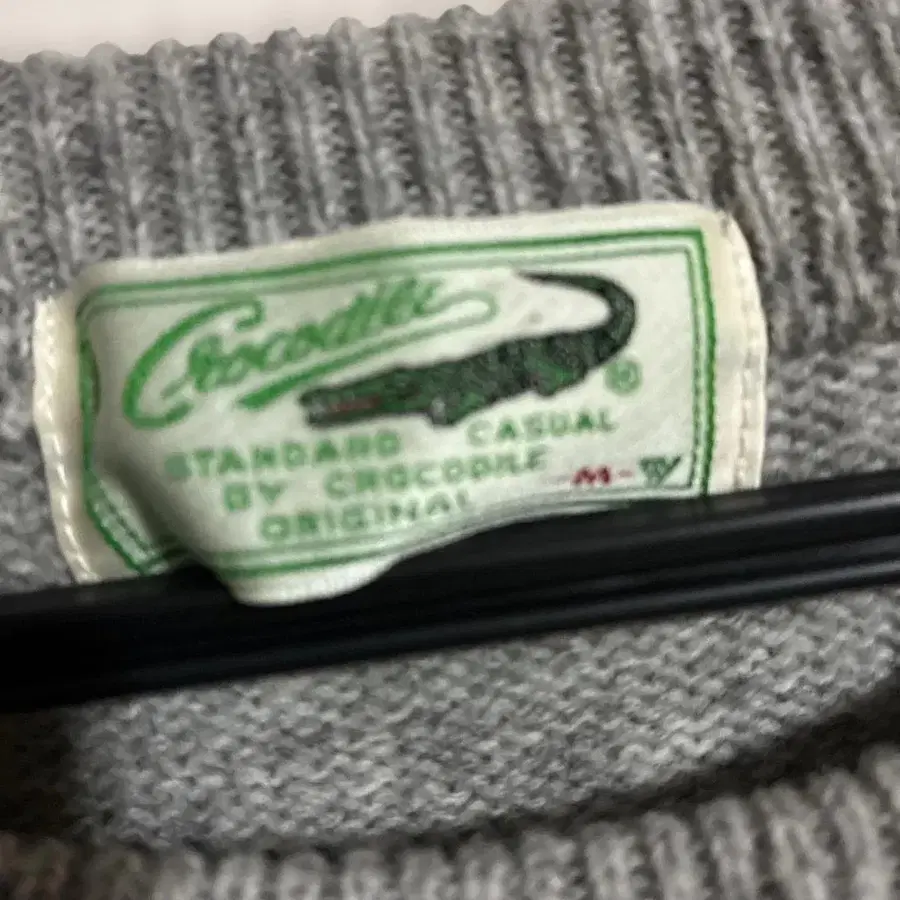 Crocodile
®
STANDARD CASUAL
BY CROCODILE
-M-
ORIGINAL